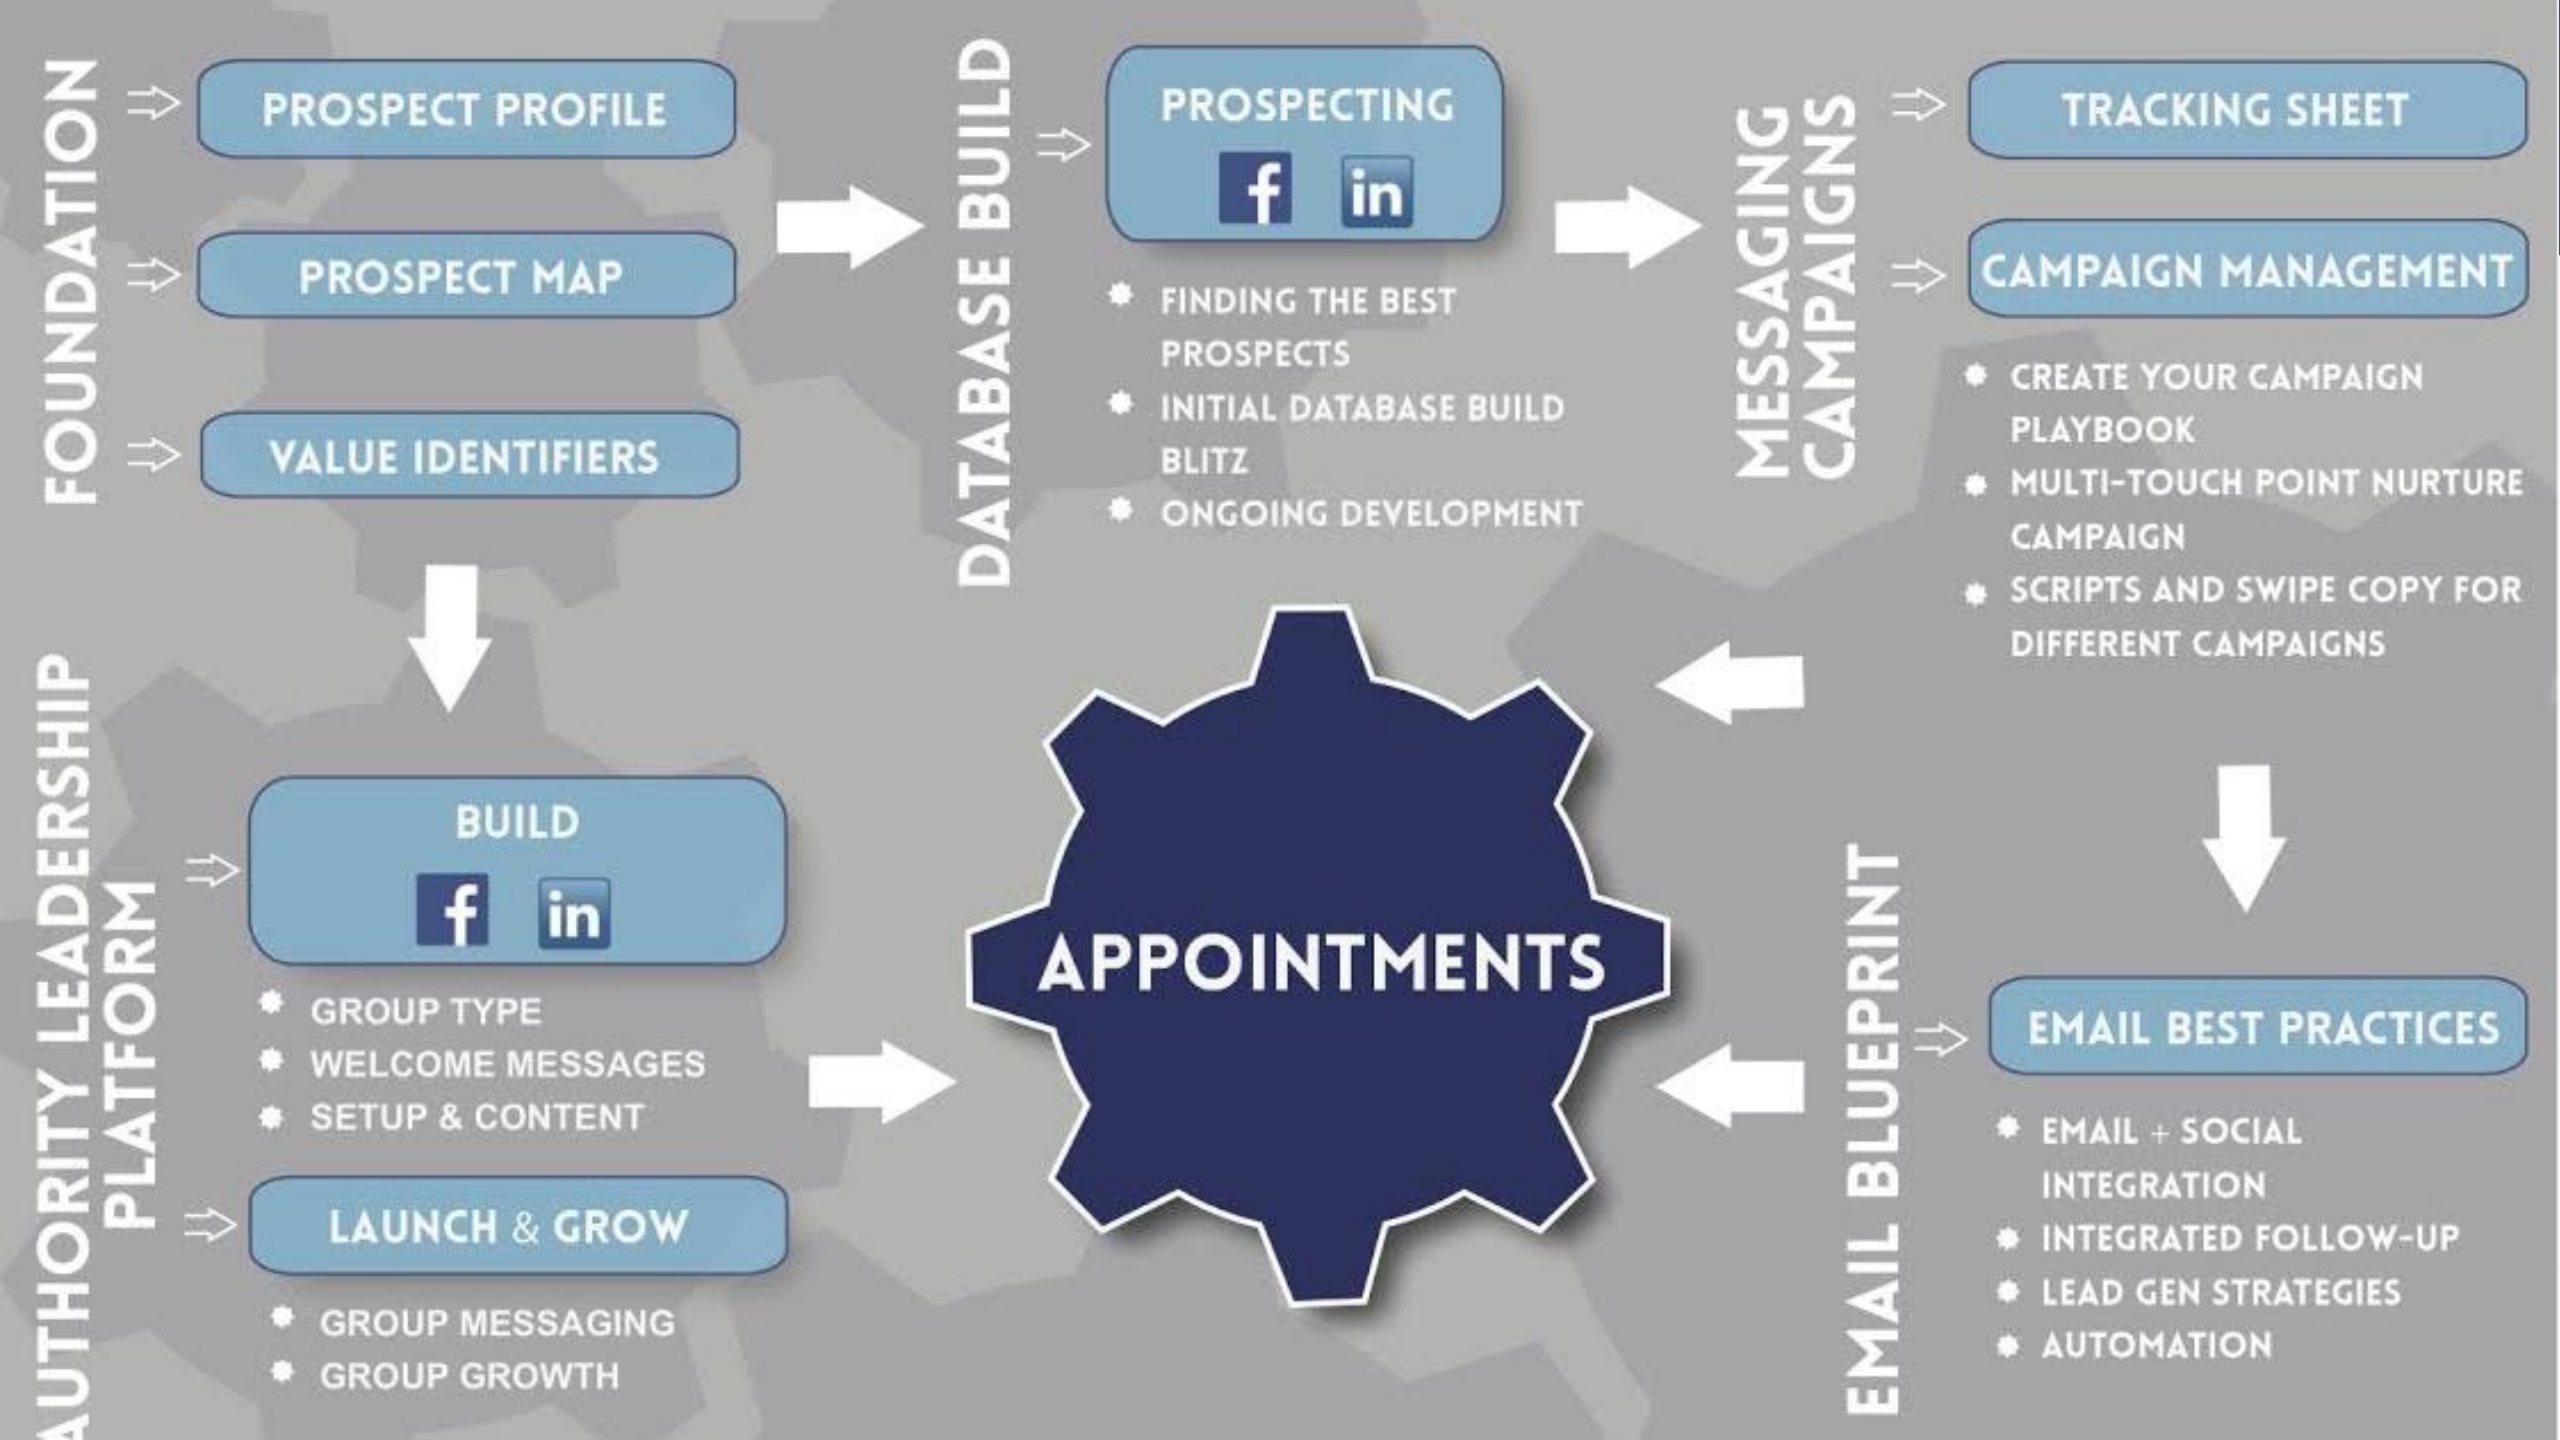 FOUNDATION
PROSPECT PROFILE
PROSPECT MAP
VALUE IDENTIFIERS
DATABASE BUILD
PROSPECTING
f in
FINDING THE BEST
PROSPECTS
INITIAL DATABASE BUILD
BLITZ
ONGOING DEVELOPMENT
MESSAGING
CAMPAIGNS
TRACKING SHEET
CAMPAIGN MANAGEMENT
CREATE YOUR CAMPAIGN
PLAYBOOK
MULTI-TOUCH POINT NURTURE
CAMPAIGN
SCRIPTS AND SWIPE COPY FOR
DIFFERENT CAMPAIGNS
AUTHORITY LEADERSHIP
PLATFORM
BUILD
f in
GROUP TYPE
WELCOME MESSAGES
SETUP & CONTENT
LAUNCH & GROW
GROUP MESSAGING
GROUP GROWTH
APPOINTMENTS
EMAIL BLUEPRINT
EMAIL BEST PRACTICES
EMAIL + SOCIAL
INTEGRATION
INTEGRATED FOLLOW-UP
LEAD GEN STRATEGIES
AUTOMATION